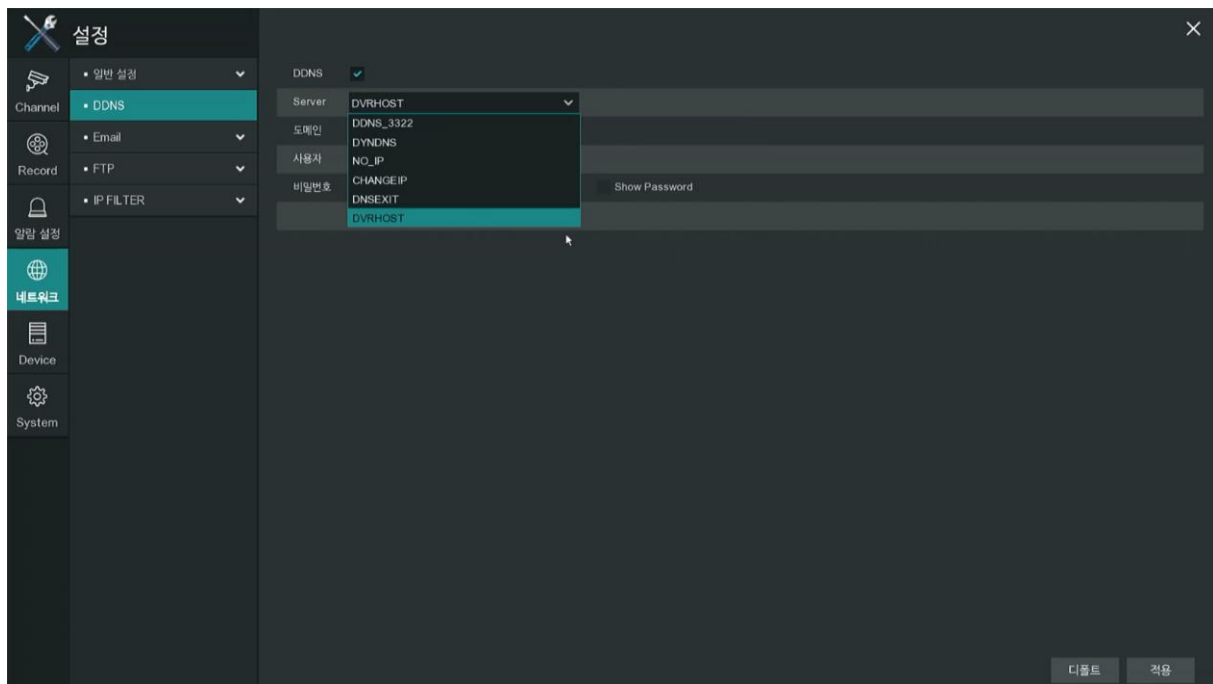 설정
Channel
Record
알람 설정
네트워크
Device
System
일반 설정
DDNS
Email
FTP
IP FILTER
DDNS
Server DVRHOST
DDNS_3322
DYNDNS
NO_IP
CHANGEIP
DNSEXIT
DVRHOST
도메인
사용자
비밀번호 Show Password
디폴트 적용